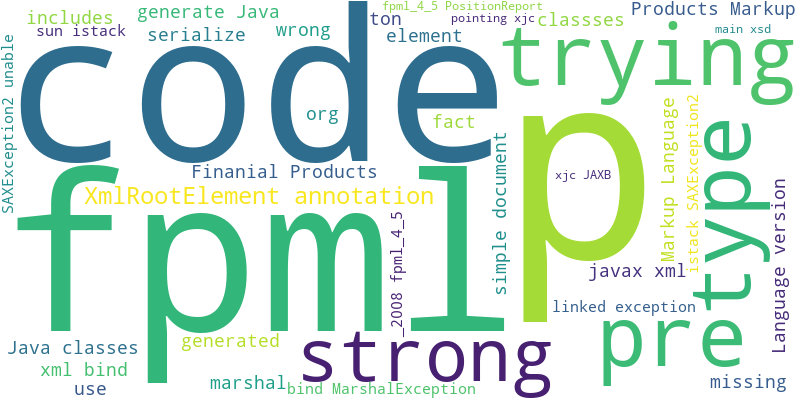 fpml_4_5 PositionReport
includes
generate Java
ton
pointing xjc
classses
Products Markup
sun istack
serialize
wrong
element
main xsd
SAXException2 unable
code
trying
org
fact
p
Finanial Products
XmlRootElement annotation
xjc JAXB
simple document
Markup Language
istack SAXException2
type
Language version
fpml
_2008 fpml_4_5
javax xml
linked exception
generated
strong
pre
Java classes
xml bind
use
marshal
bind MarshalException
missing